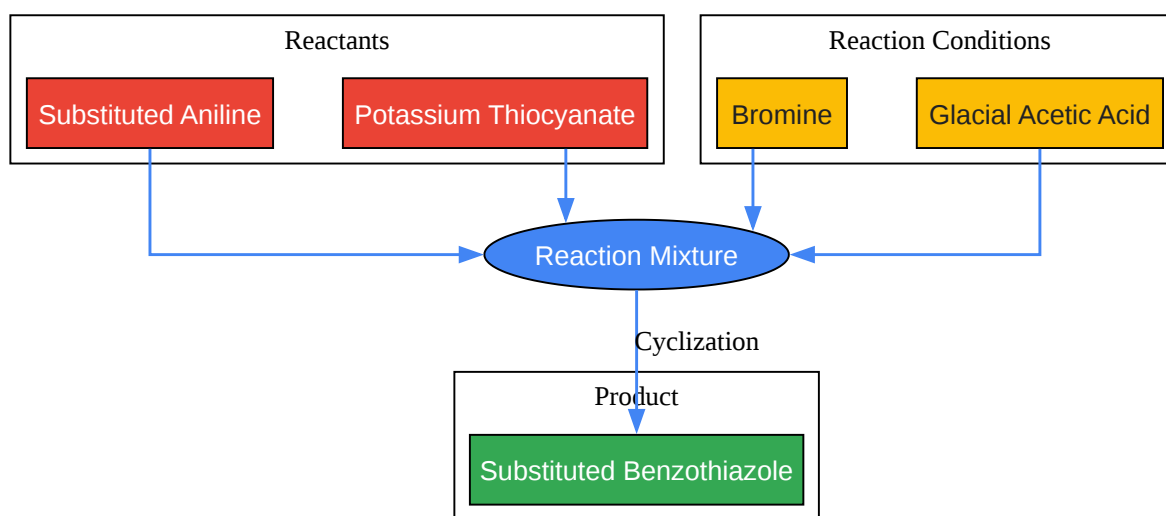 Reactants
Reaction Conditions
Substituted Aniline
Potassium Thiocyanate
Bromine
Glacial Acetic Acid
Reaction Mixture
Cyclization
Product
Substituted Benzothiazole